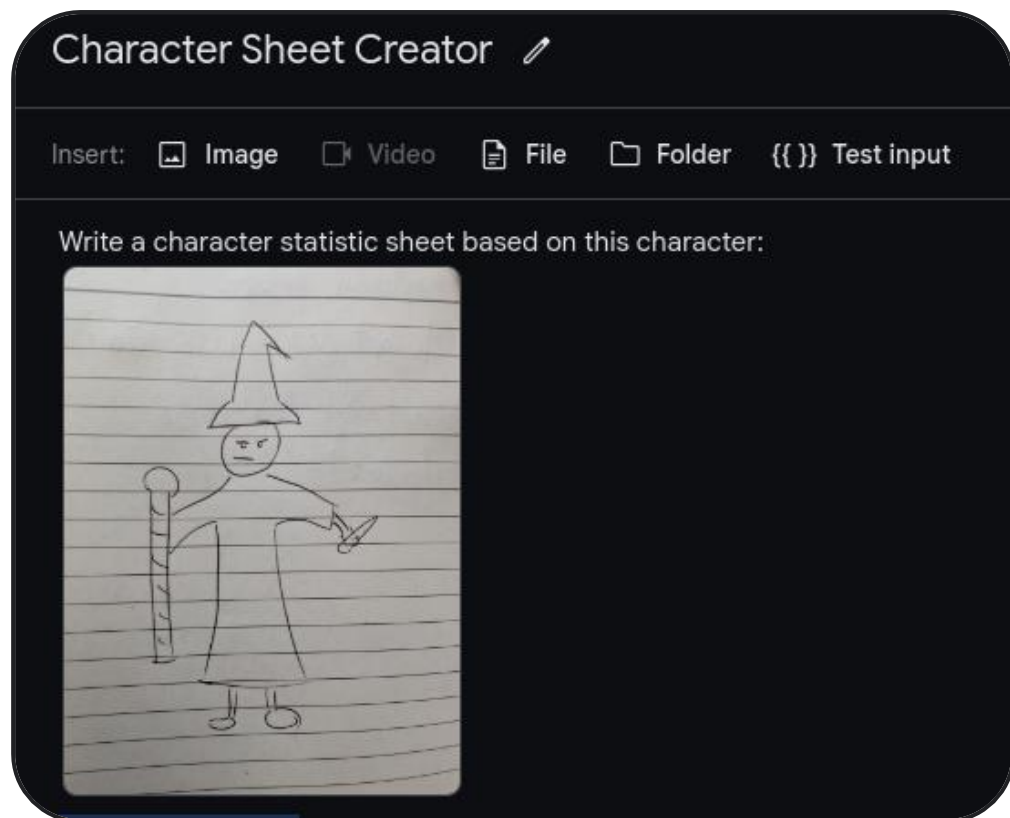 Character Sheet Creator
Insert: Image Video File Folder {{ }} Test input
Write a character statistic sheet based on this character: